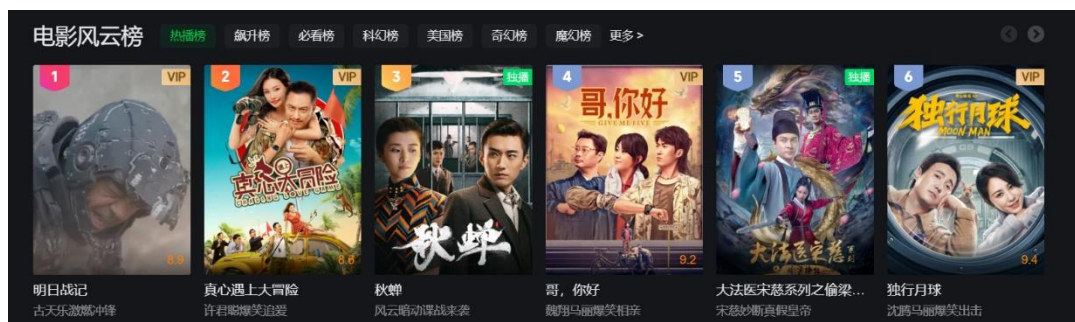 电影风云榜 热播榜 飙升榜 必看榜 科幻榜 美国榜 奇幻榜 魔幻榜 更多 >
1 VIP 2 VIP 3 独播 4 VIP 5 独播 6 VIP
真心大冒险
秋蝉
哥,你好
GIVE ME FIVE
大法医宋慈
独行月球
MOON MAN
8.9 8.8 9.2 9.4
明日战记 真心遇上大冒险 秋蝉 哥，你好 大法医宋慈系列之偷梁... 独行月球
古天乐激燃冲锋 许君聪爆笑追爱 风云暗动谍战来袭 魏翔马丽爆笑相亲 宋慈妙断真假皇帝 沈腾马丽爆笑出击